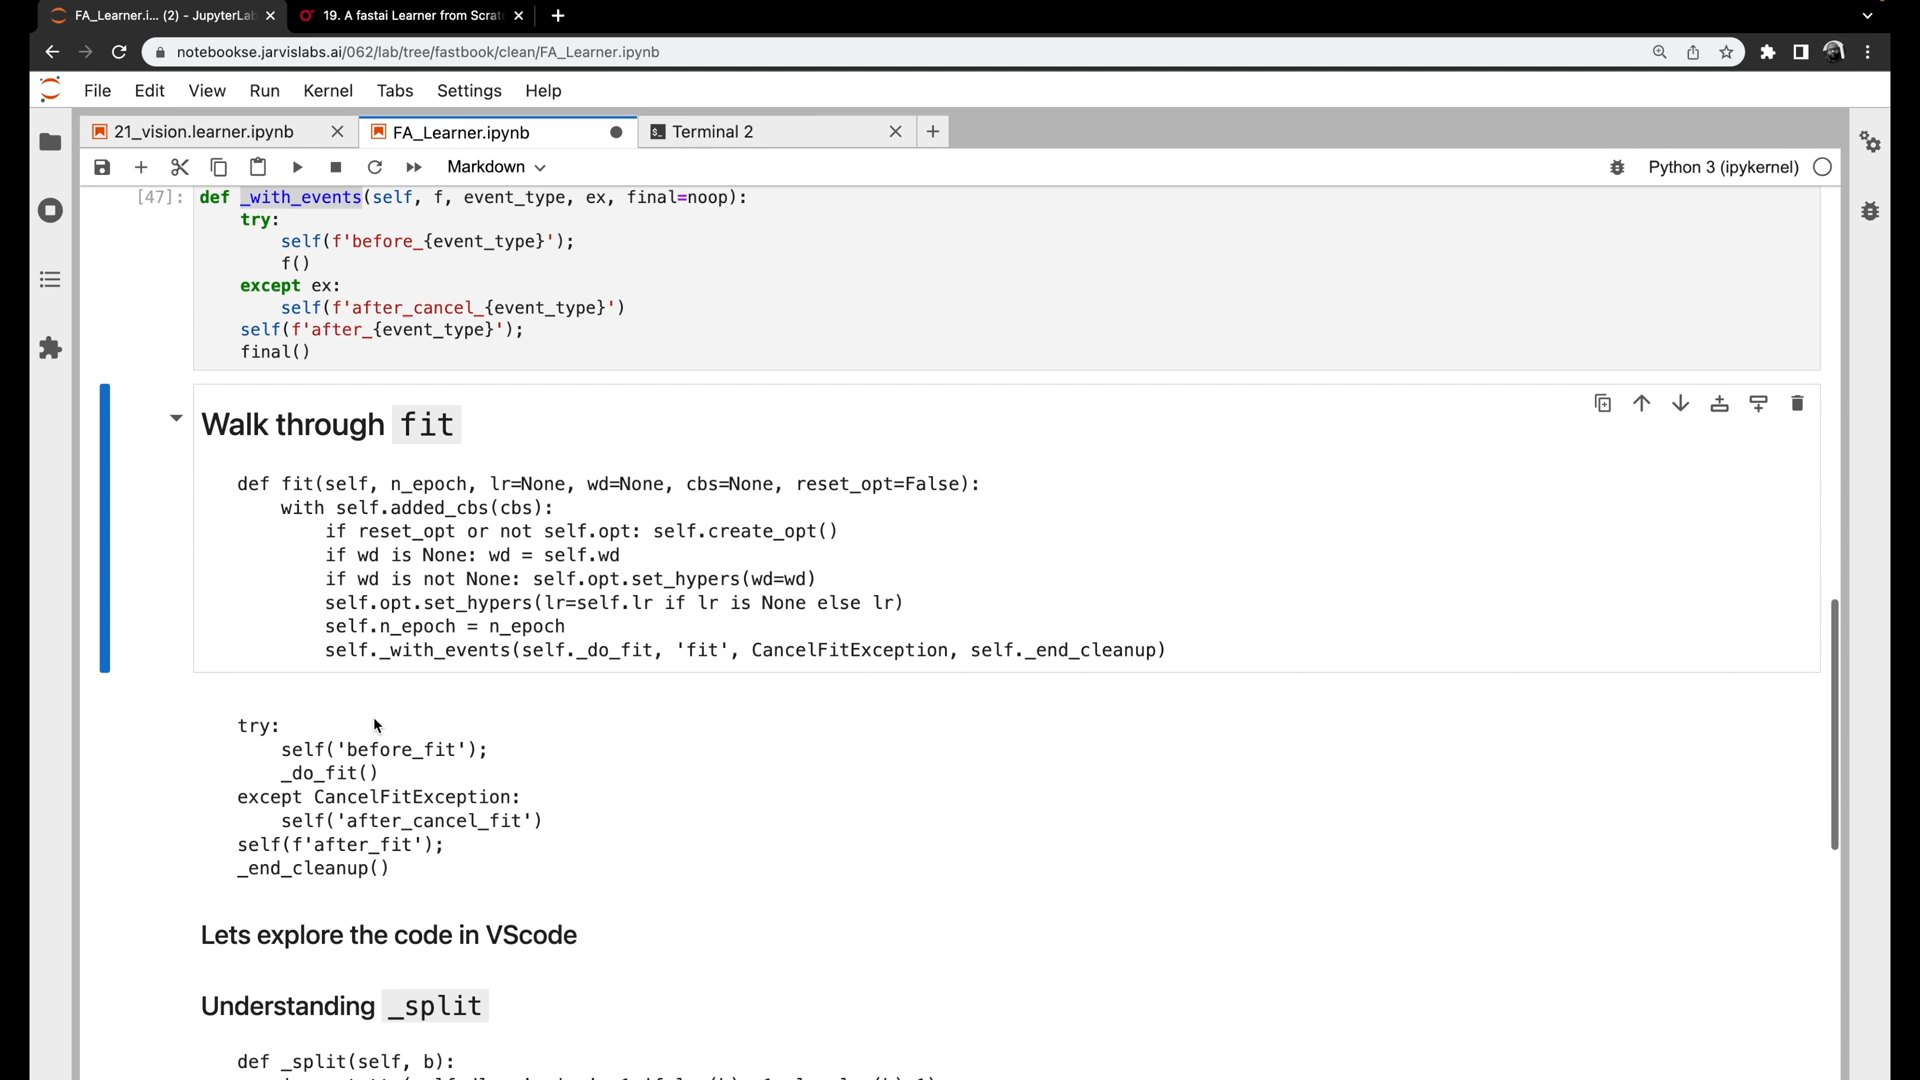 FA_Learner.i... (2) - JupyterLab
19. A fastai Learner from Scrat
notebookse.jarvislabs.ai/062/lab/tree/fastbook/clean/FA_Learner.ipynb
File Edit View Run Kernel Tabs Settings Help
21_vision.learner.ipynb
FA_Learner.ipynb
Terminal 2
Markdown
Python 3 (ipykernel)
[47]: def _with_events(self, f, event_type, ex, final=noop):
try:
self(f'before_{event_type}');
f()
except ex:
self(f'after_cancel_{event_type}')
self(f'after_{event_type}');
final()
Walk through fit
def fit(self, n_epoch, lr=None, wd=None, cbs=None, reset_opt=False):
with self.added_cbs(cbs):
if reset_opt or not self.opt: self.create_opt()
if wd is None: wd = self.wd
if wd is not None: self.opt.set_hypers(wd=wd)
self.opt.set_hypers(lr=self.lr if lr is None else lr)
self.n_epoch = n_epoch
self._with_events(self._do_fit, 'fit', CancelFitException, self._end_cleanup)
try:
self('before_fit');
_do_fit()
except CancelFitException:
self('after_cancel_fit')
self(f'after_fit');
_end_cleanup()
Lets explore the code in VScode
Understanding _split
def _split(self, b):